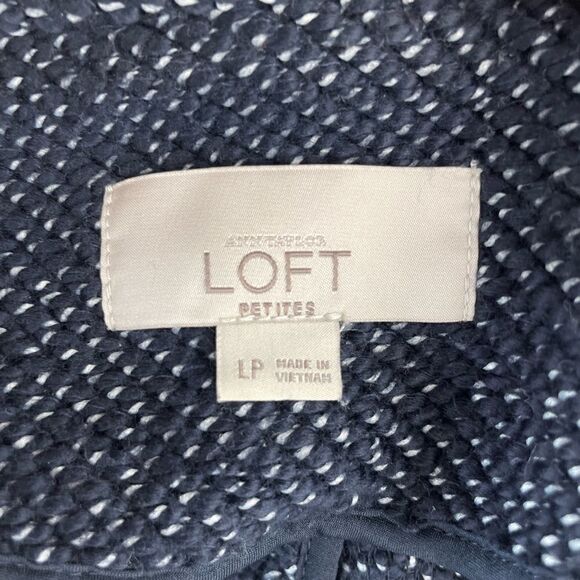 ANN TAYLOR
LOFT
PETITES
LP
MADE IN
VIETNAM